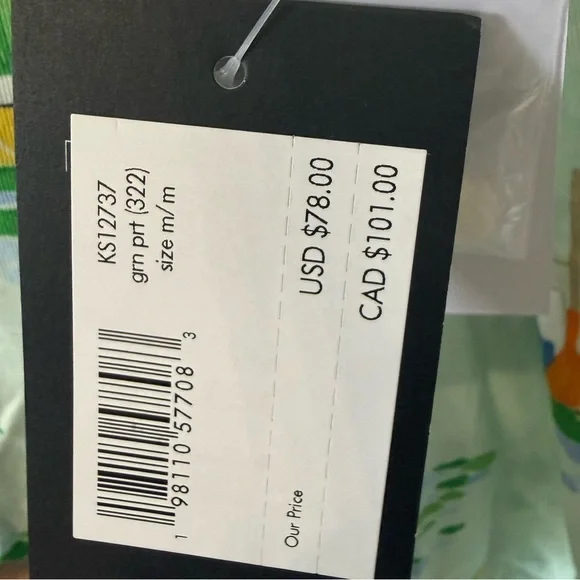 KS12737
grn prt (322)
size m/m
1 98110 57708 3
Our Price
USD $78.00
CAD $101.00